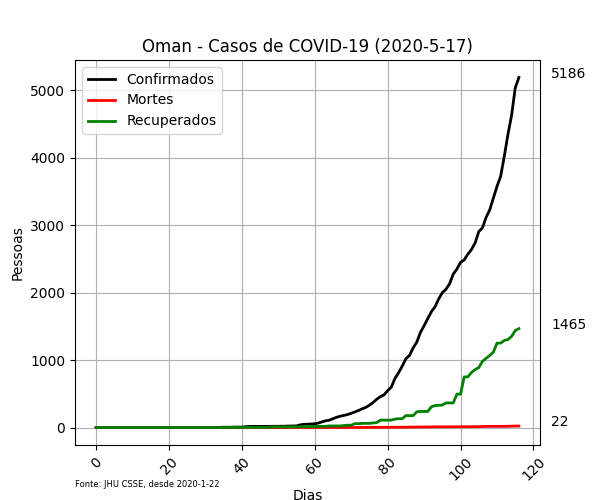 Oman - Casos de COVID-19 (2020-5-17)
Confirmados
Mortes
Recuperados
5186
1465
22
Pessoas
5000
4000
3000
2000
1000
0
0
20
40
60
80
100
120
Fonte: JHU CSSE, desde 2020-1-22
Dias